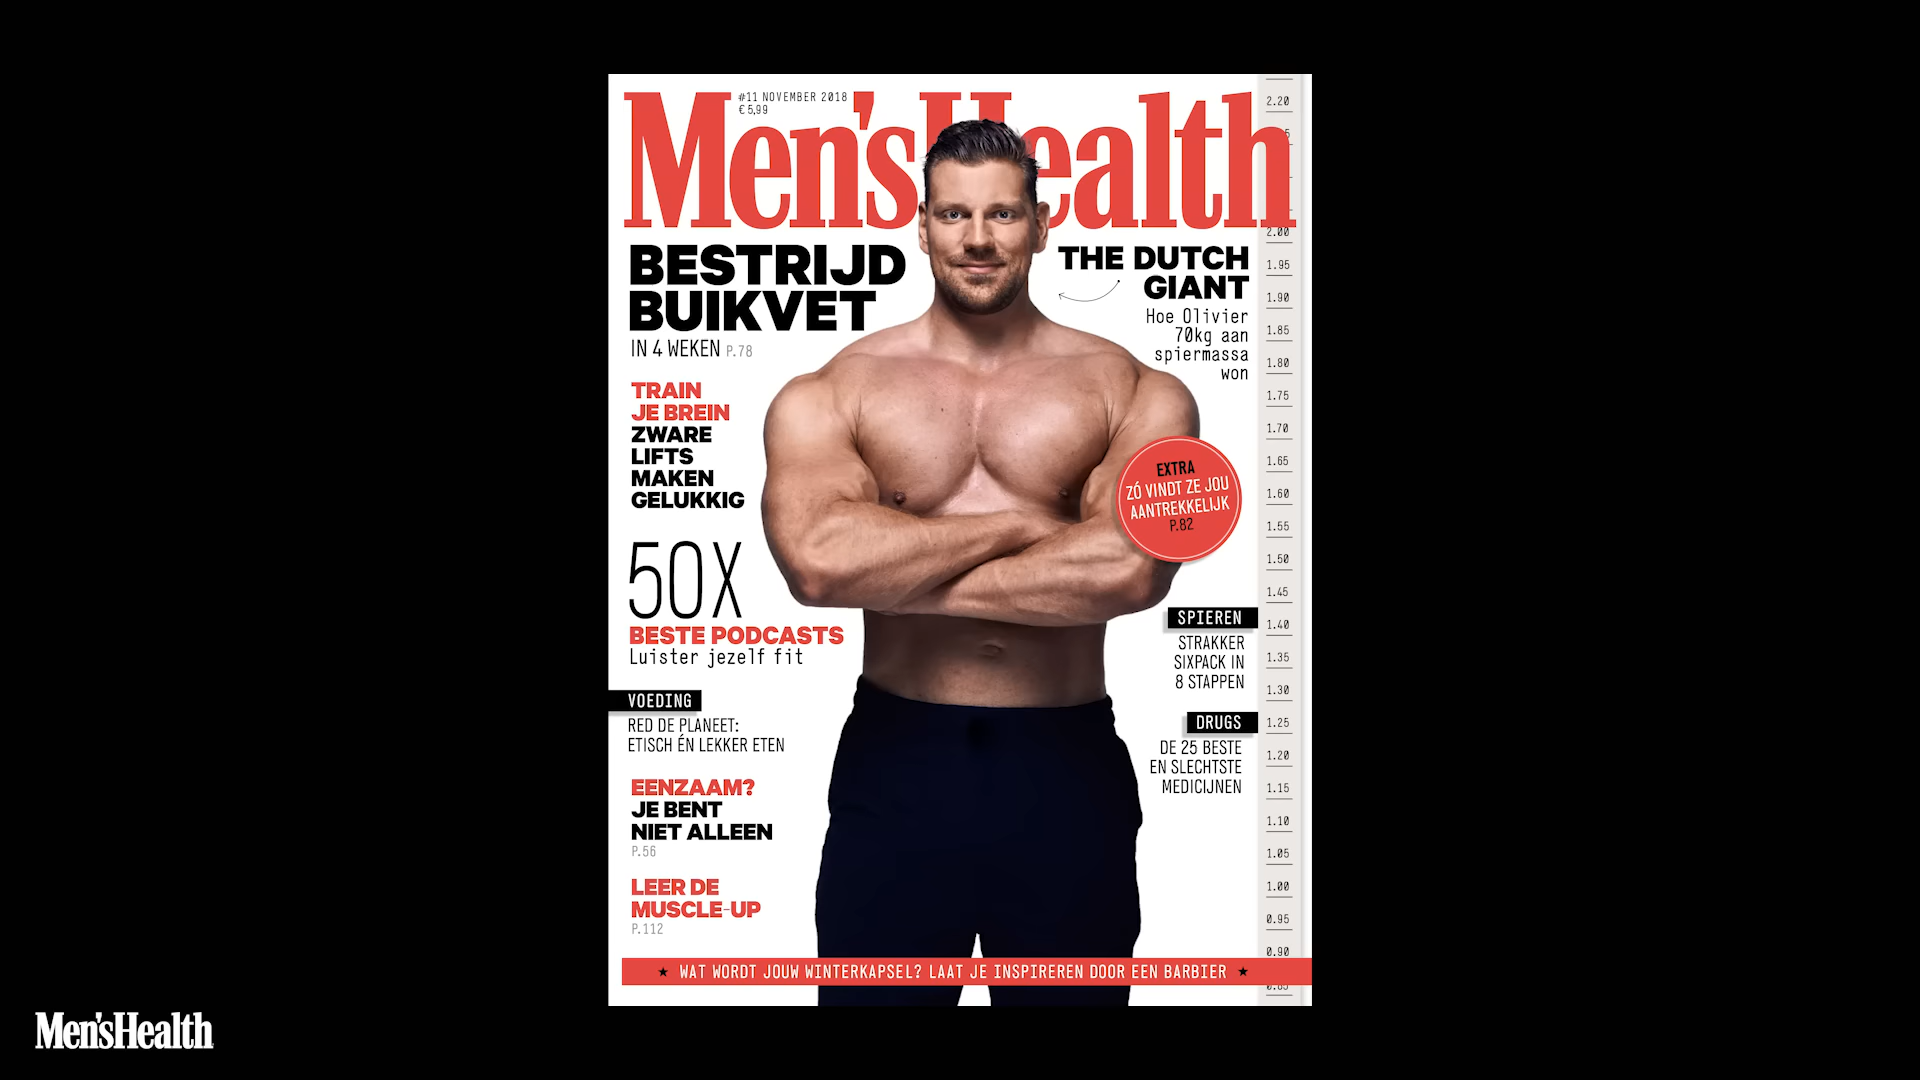 #11 NOVEMBER 2018
€ 5,99
Men'sHealth
BESTRIJD
BUIKVET
IN 4 WEKEN P.78
TRAIN
JE BREIN
ZWARE
LIFTS
MAKEN
GELUKKIG
50X
BESTE PODCASTS
Luister jezelf fit
VOEDING
RED DE PLANEET:
ETISCH ÉN LEKKER ETEN
EENZAAM?
JE BENT
NIET ALLEEN
P.56
LEER DE
MUSCLE-UP
P.112
THE DUTCH
GIANT
Hoe Olivier
70kg aan
spiermassa
won
EXTRA
ZÓ VINDT ZE JOU
AANTREKKELIJK
P.82
SPIEREN
STRAKKER
SIXPACK IN
8 STAPPEN
DRUGS
DE 25 BESTE
EN SLECHTSTE
MEDICIJNEN
2.20
2.00
1.95
1.90
1.85
1.80
1.75
1.70
1.65
1.60
1.55
1.50
1.45
1.40
1.35
1.30
1.25
1.20
1.15
1.10
1.05
1.00
0.95
0.90
★ WAT WORDT JOUW WINTERKAPSEL? LAAT JE INSPIREREN DOOR EEN BARBIER ★
Men'sHealth